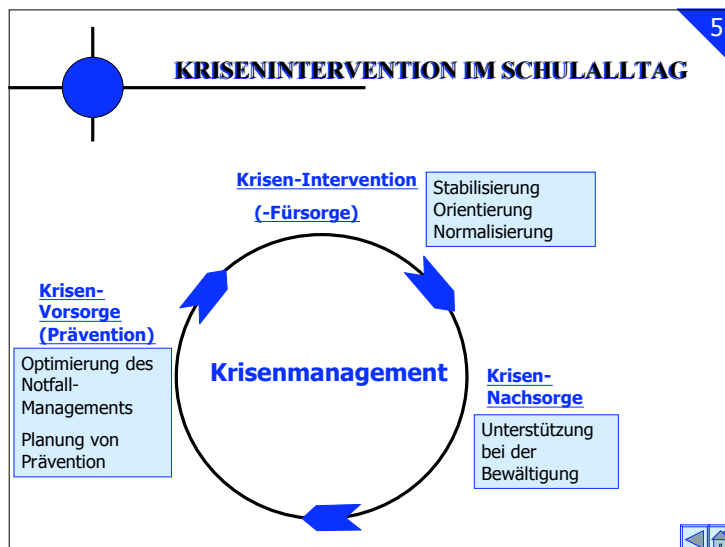 5
KRISENINTERVENTION IM SCHULALLTAG
Krisen-Intervention
(-Fürsorge)
Stabilisierung
Orientierung
Normalisierung
Krisen-
Vorsorge
(Prävention)
Optimierung des
Notfall-
Managements
Planung von
Prävention
Krisenmanagement
Krisen-
Nachsorge
Unterstützung
bei der
Bewältigung